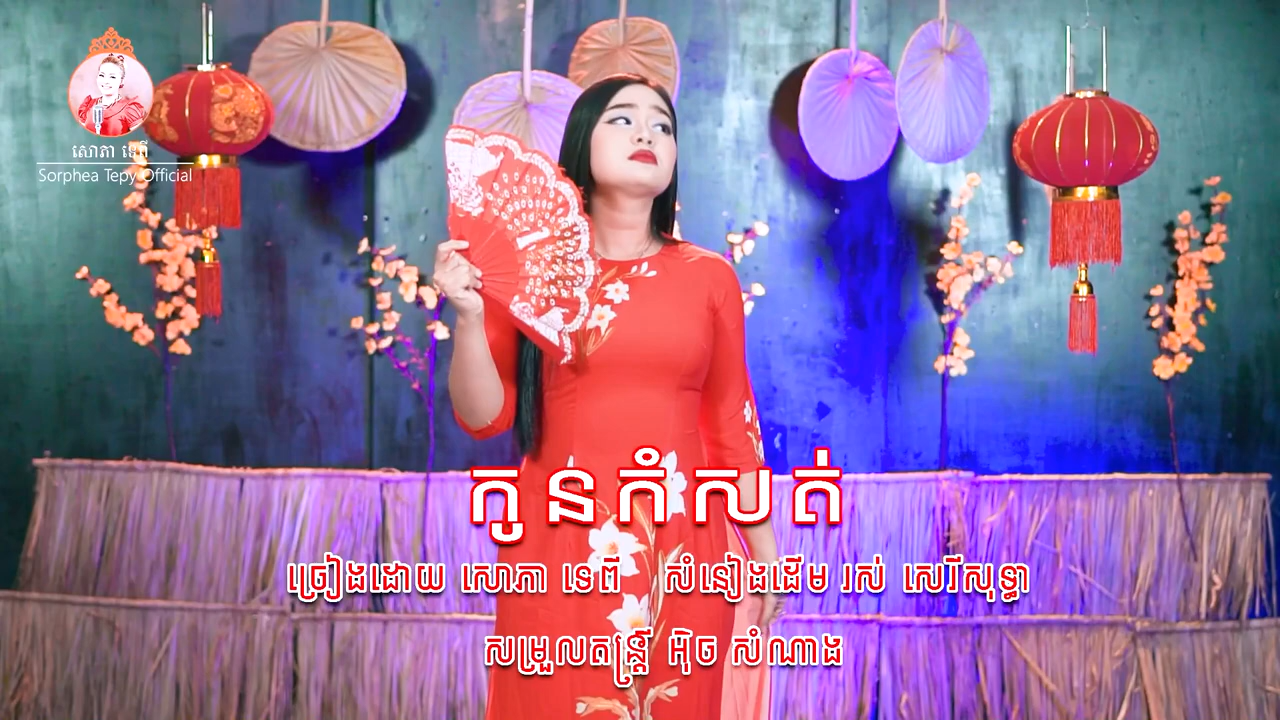 សោភា ទេពី
Sorphea Tepy Official
កូនកំសត់
ច្រៀងដោយ សោភា ទេពី សំនៀងដើម រស់ សេរីសុទ្ធា
សម្រួលតន្ត្រី អ៊ិច សំណាង